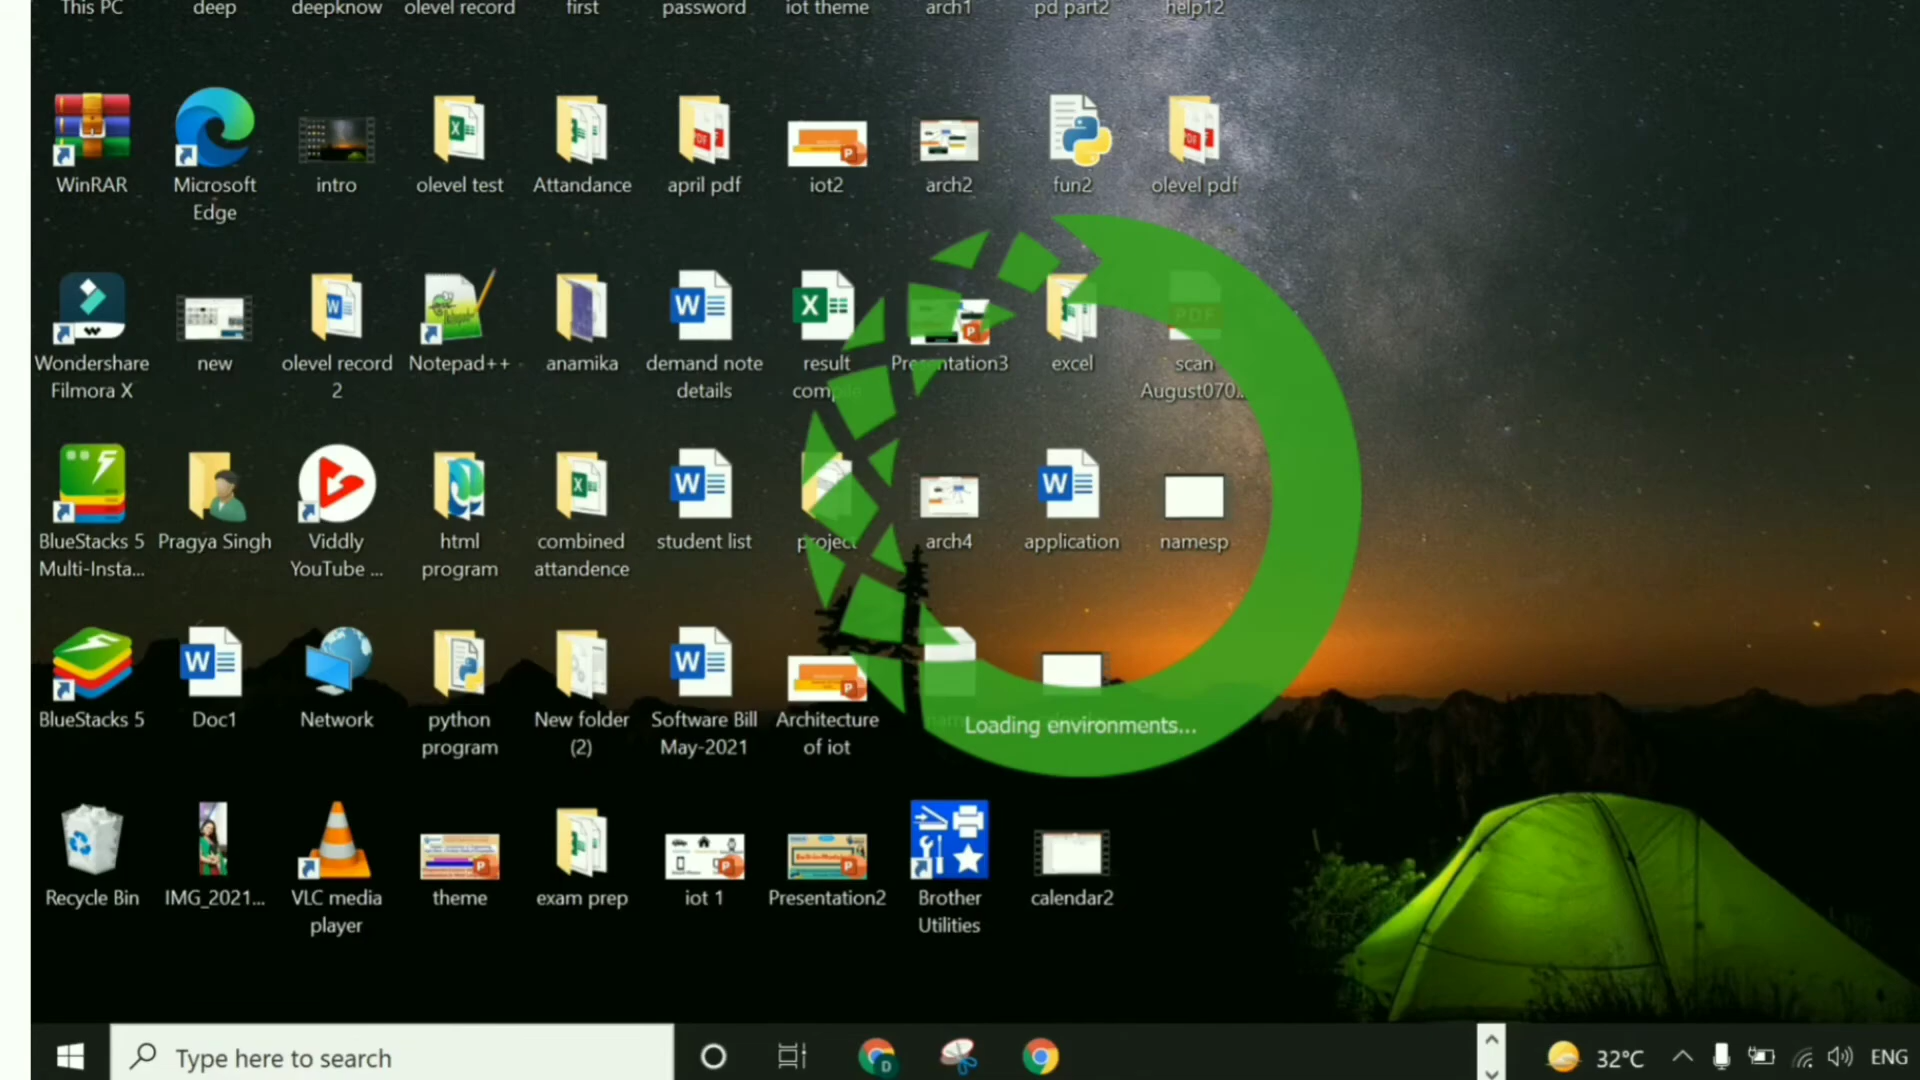 This PC
deep
deepknow
olevel record
first
password
iot theme
arch1
pd part2
help12
WinRAR
Microsoft
Edge
intro
olevel test
Attandance
april pdf
iot2
arch2
fun2
olevel pdf
Wondershare
Filmora X
new
olevel record
2
Notepad++
anamika
demand note
details
result
Presentation3
excel
scan
August070...
BlueStacks 5
Multi-Insta...
Pragya Singh
Viddly
YouTube ...
html
program
combined
attandence
student list
project
arch4
application
namesp
BlueStacks 5
Doc1
Network
python
program
New folder
(2)
Software Bill
May-2021
Architecture
of iot
Loading environments...
Recycle Bin
IMG_2021...
VLC media
player
theme
exam prep
iot 1
Presentation2
Brother
Utilities
calendar2
Type here to search
32°C
ENG